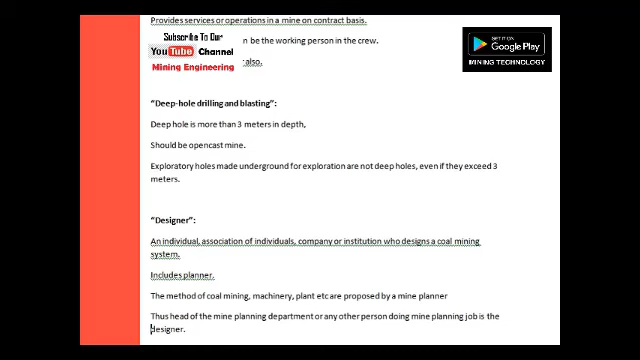 Provides services or operations in a mine on contract basis.
Subscribe To Our
You Tube Channel
Mining Engineering
be the working person in the crew.
also.
GET IT ON
Google Play
MINING TECHNOLOGY
"Deep-hole drilling and blasting":
Deep hole is more than 3 meters in depth,
Should be opencast mine.
Exploratory holes made underground for exploration are not deep holes, even if they exceed 3
meters.
"Designer":
An individual, association of individuals, company or institution who designs a coal mining
system.
Includes planner.
The method of coal mining, machinery, plant etc are proposed by a mine planner
Thus head of the mine planning department or any other person doing mine planning job is the
designer.